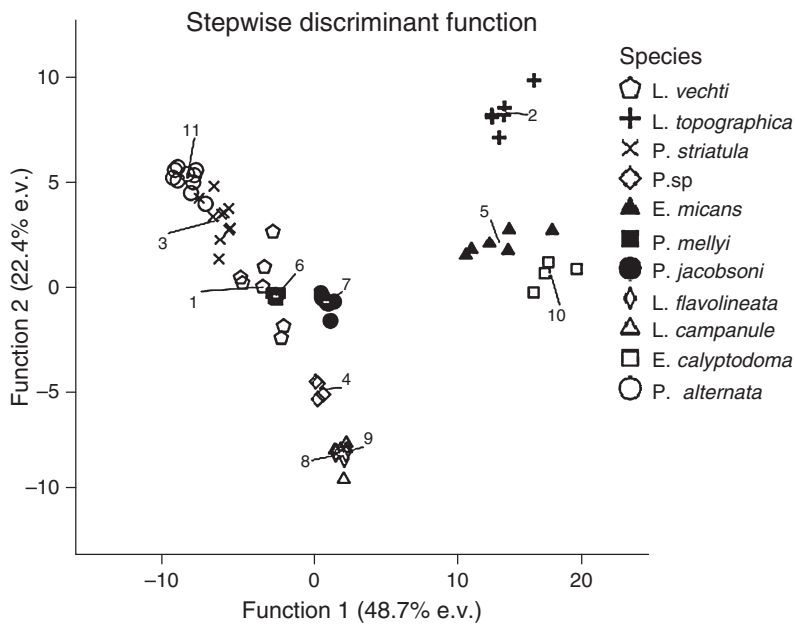 Stepwise discriminant function
Function 2 (22.4% e.v.)
10
5
0
−5
−10
−10
0
10
20
Function 1 (48.7% e.v.)
11
3
1
6
7
4
8
9
2
5
10
Species
L. vechti
L. topographica
P. striatula
P.sp
E. micans
P. mellyi
P. jacobsoni
L. flavolineata
L. campanule
E. calyptodoma
P. alternata